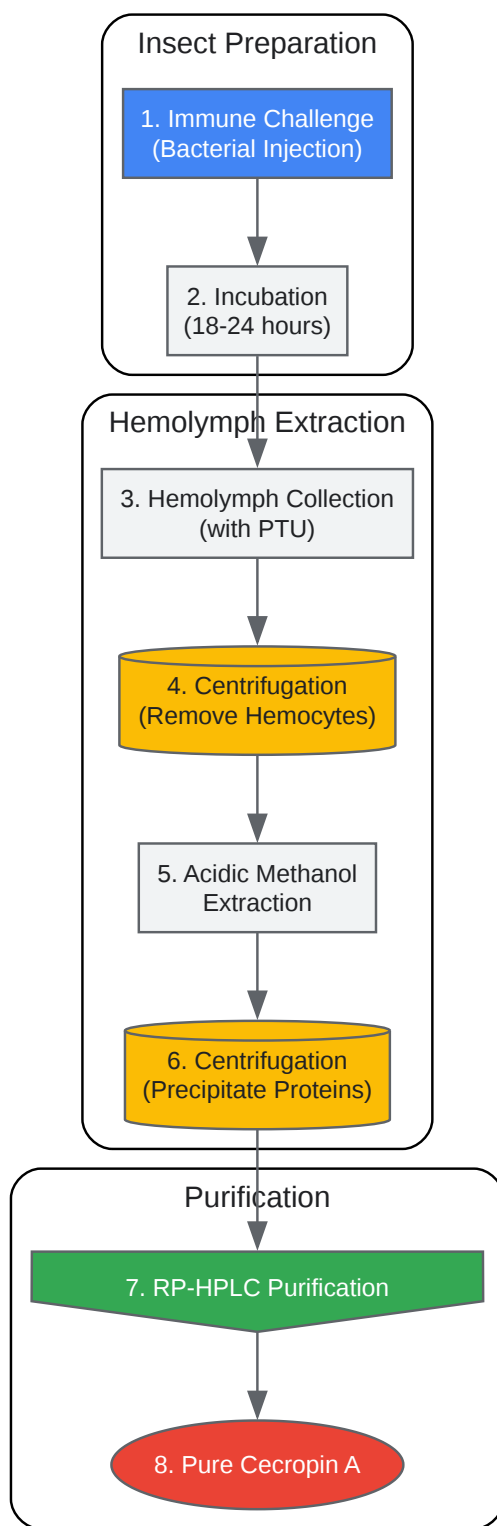 Insect Preparation
1. Immune Challenge
(Bacterial Injection)
2. Incubation
(18-24 hours)
Hemolymph Extraction
3. Hemolymph Collection
(with PTU)
4. Centrifugation
(Remove Hemocytes)
5. Acidic Methanol
Extraction
6. Centrifugation
(Precipitate Proteins)
Purification
7. RP-HPLC Purification
8. Pure Cecropin A